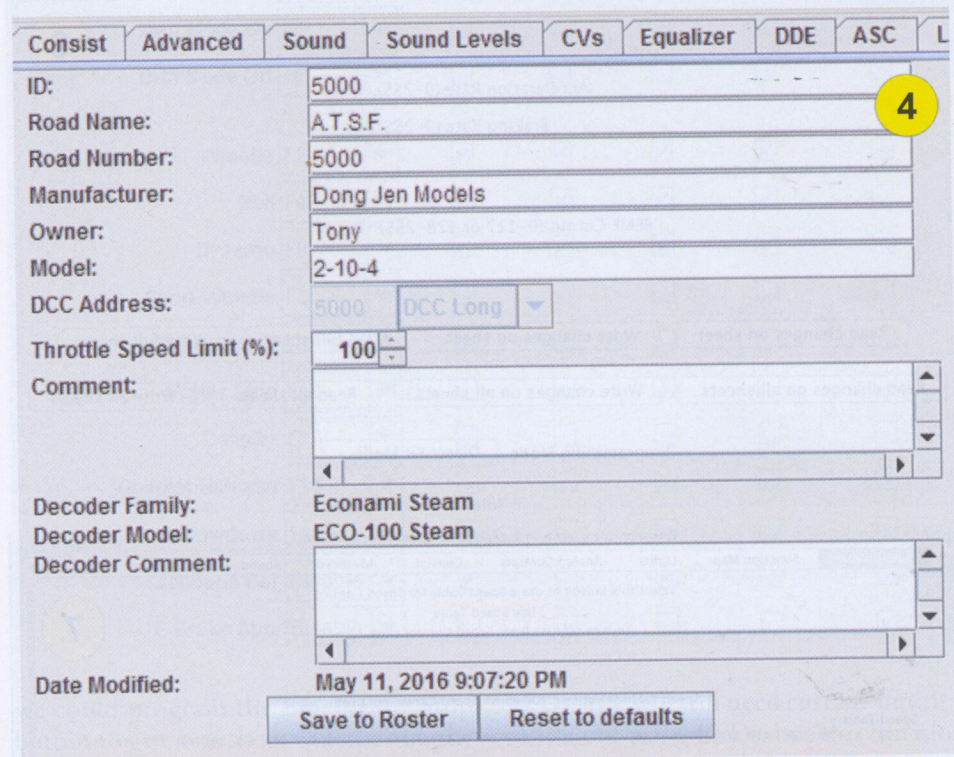 Consist Advanced Sound Sound Levels CVs Equalizer DDE ASC L
ID: 5000
4
Road Name: A.T.S.F.
Road Number: 5000
Manufacturer: Dong Jen Models
Owner: Tony
Model: 2-10-4
DCC Address: 5000 DCC Long
Throttle Speed Limit (%): 100
Comment:
Decoder Family: Econami Steam
Decoder Model: ECO-100 Steam
Decoder Comment:
Date Modified: May 11, 2016 9:07:20 PM
Save to Roster Reset to defaults